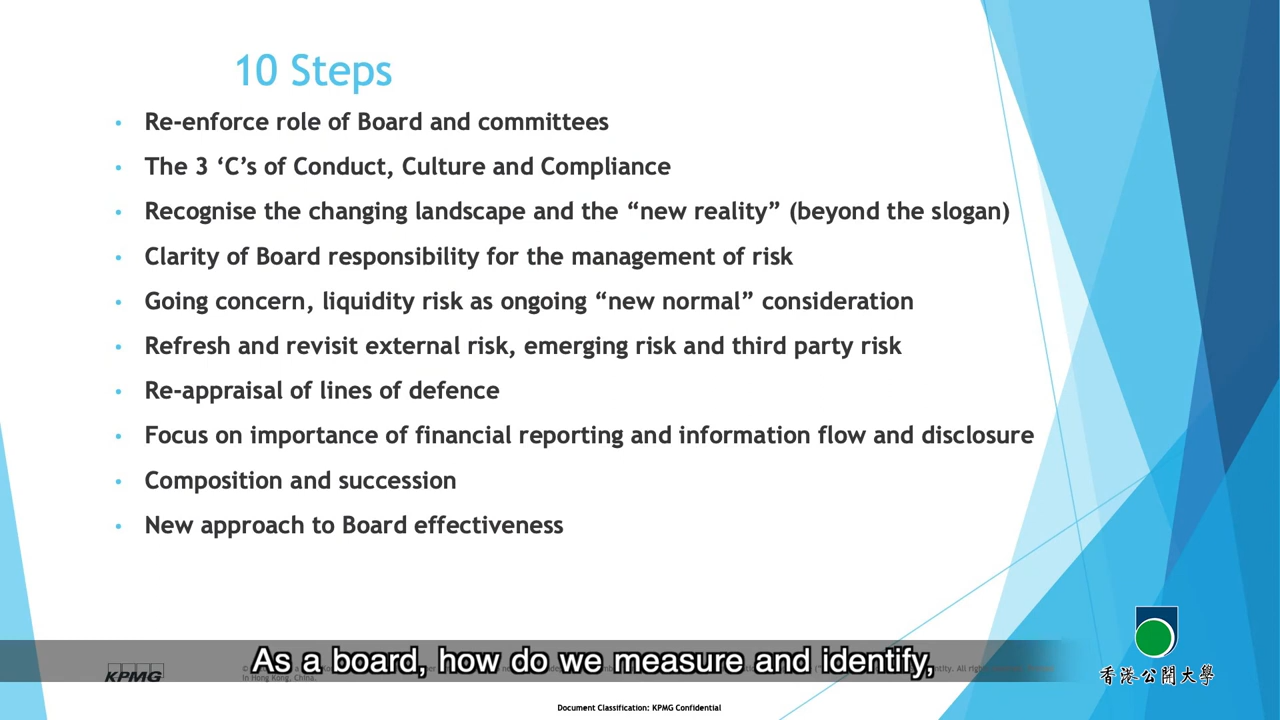 10 Steps
• Re-enforce role of Board and committees
• The 3 ‘C’s of Conduct, Culture and Compliance
• Recognise the changing landscape and the “new reality” (beyond the slogan)
• Clarity of Board responsibility for the management of risk
• Going concern, liquidity risk as ongoing “new normal” consideration
• Refresh and revisit external risk, emerging risk and third party risk
• Re-appraisal of lines of defence
• Focus on importance of financial reporting and information flow and disclosure
• Composition and succession
• New approach to Board effectiveness
As a board, how do we measure and identify,
KPMG
in Hong Kong, China.
香港公開大學
Document Classification: KPMG Confidential